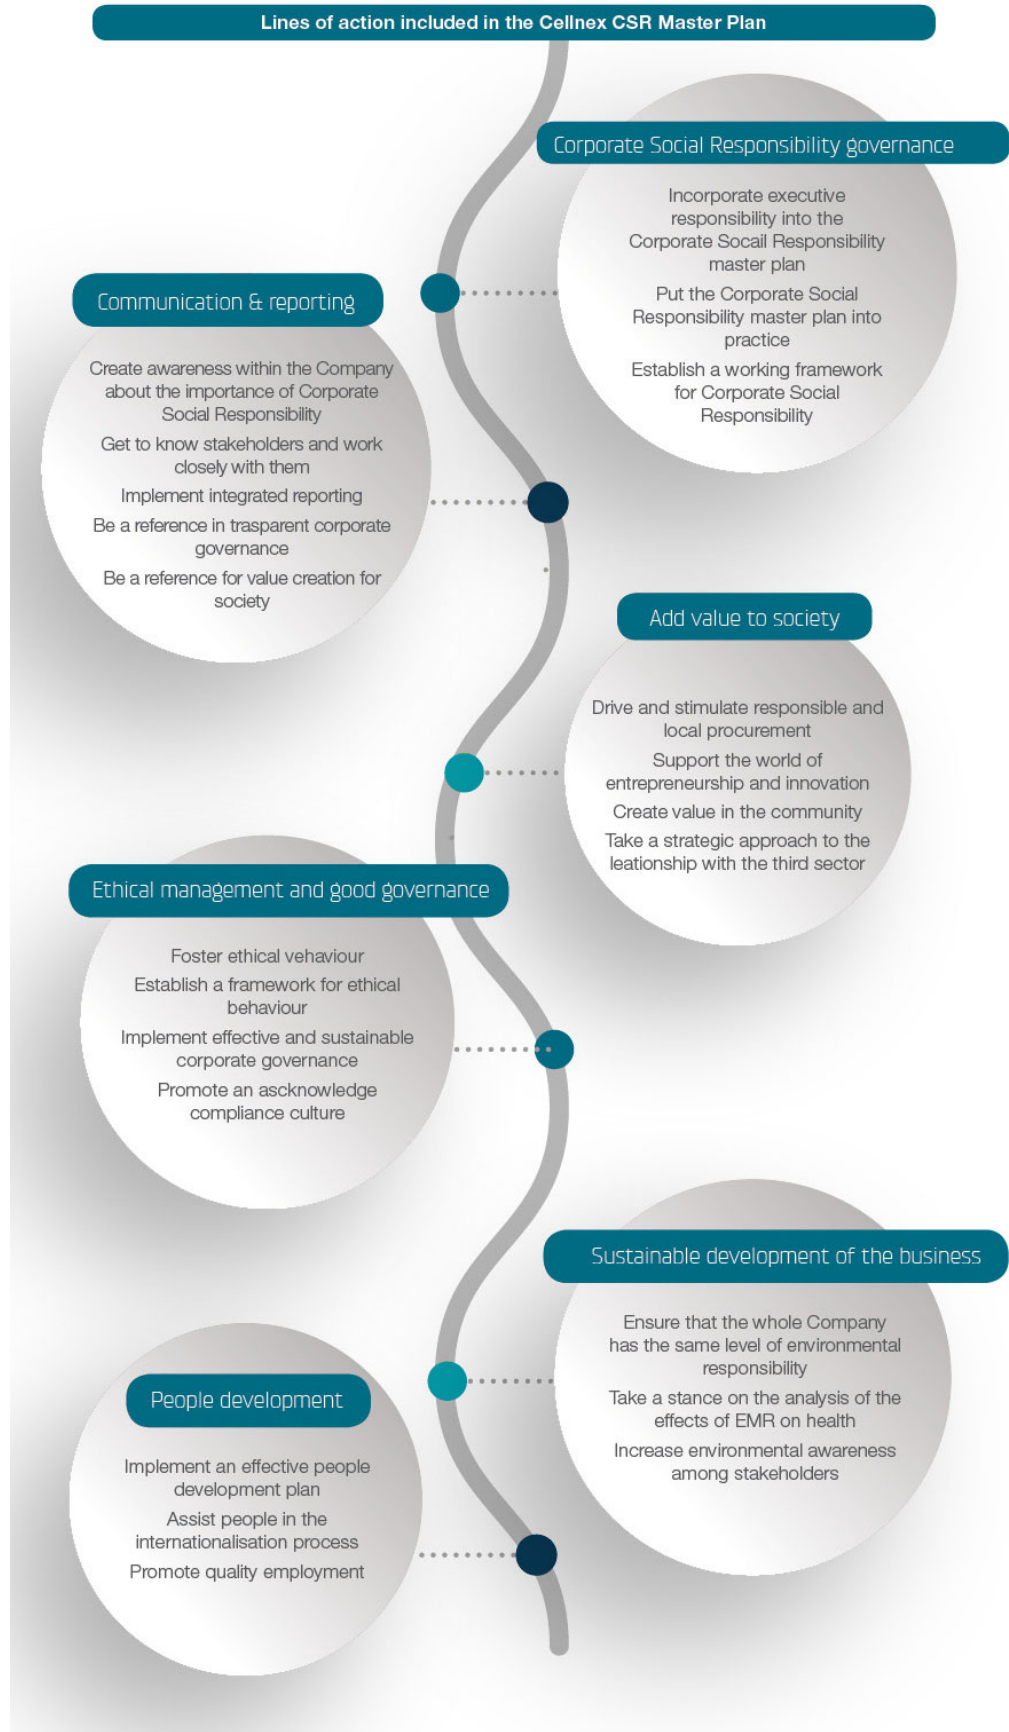 Lines of action included in the Cellnex CSR Master Plan
Corporate Social Responsibility governance
Incorporate executive
responsibility into the
Corporate Socail Responsibility
master plan
Put the Corporate Social
Responsibility master plan into
practice
Establish a working framework
for Corporate Social
Responsibility
Communication & reporting
Create awareness within the Company
about the importance of Corporate
Social Responsibility
Get to know stakeholders and work
closely with them
Implement integrated reporting
Be a reference in trasparent corporate
governance
Be a reference for value creation for
society
Add value to society
Drive and stimulate responsible and
local procurement
Support the world of
entrepreneurship and innovation
Create value in the community
Take a strategic approach to the
leationship with the third sector
Ethical management and good governance
Foster ethical vehaviour
Establish a framework for ethical
behaviour
Implement effective and sustainable
corporate governance
Promote an ascknowledge
compliance culture
Sustainable development of the business
Ensure that the whole Company
has the same level of environmental
responsibility
Take a stance on the analysis of the
effects of EMR on health
Increase environmental awareness
among stakeholders
People development
Implement an effective people
development plan
Assist people in the
internationalisation process
Promote quality employment